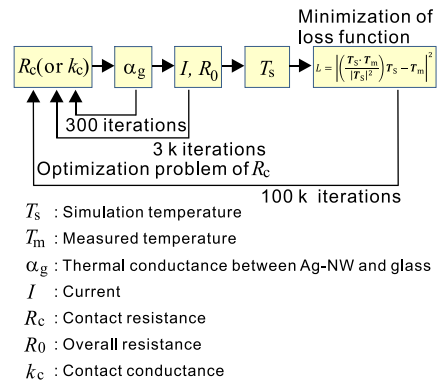 Minimization of
loss function
R_c(or k_c)
α_g
I, R_0
T_s
L = |((T_S · T_m)/|T_S|^2) T_S − T_m|^2
300 iterations
3 k iterations
Optimization problem of R_c
100 k iterations
T_s : Simulation temperature
T_m : Measured temperature
α_g : Thermal conductance between Ag-NW and glass
I : Current
R_c : Contact resistance
R_0 : Overall resistance
k_c : Contact conductance